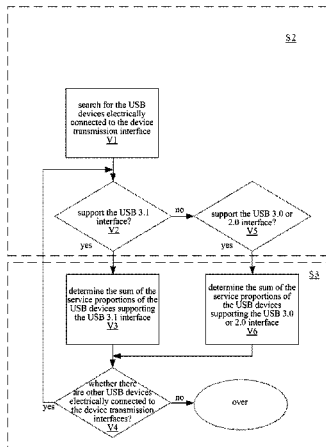 S2
search for the USB
devices electrically
connected to the device
transmission interface
V1
support the USB 3.1
interface?
V2
no
support the USB 3.0 or
2.0 interface?
V5
yes
yes
S3
determine the sum of the
service proportions of the
USB devices supporting
the USB 3.1 interface
V3
determine the sum of the
service proportions of
the USB devices
supporting the USB 3.0
or 2.0 interface
V6
whether there
are other USB devices
electrically connected to
the device transmission
interfaces?
V4
yes
no
over